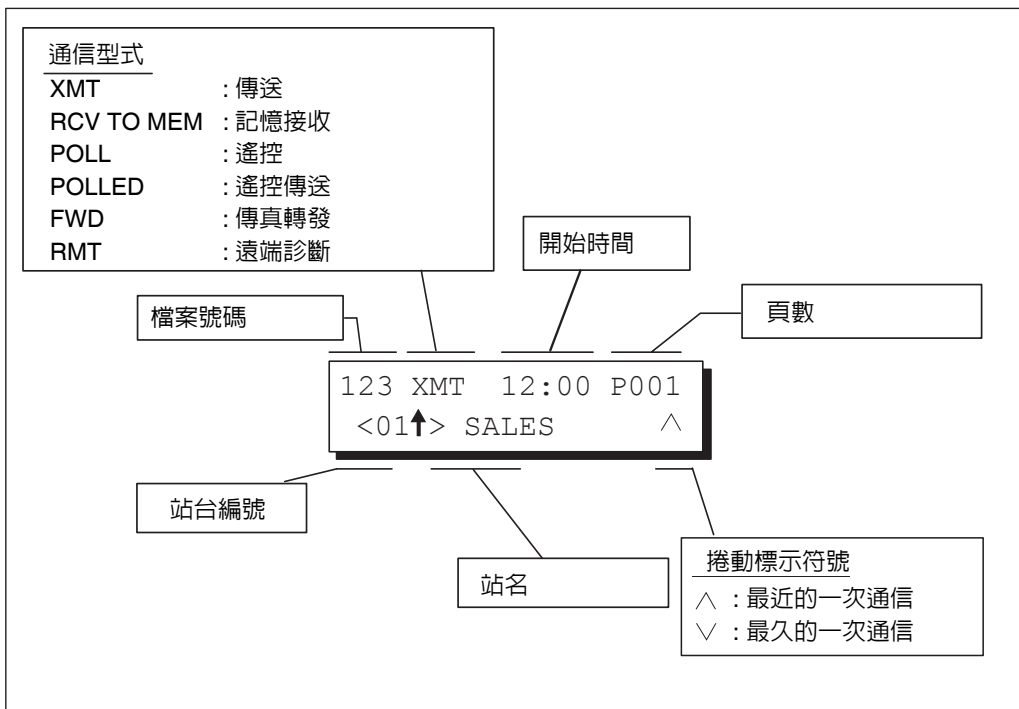 通信型式
XMT : 傳送
RCV TO MEM : 記憶接收
POLL : 遙控
POLLED : 遙控傳送
FWD : 傳真轉發
RMT : 遠端診斷
開始時間
檔案號碼
頁數
123 XMT 12:00 P001
<01↑> SALES ∧
站台編號
站名
捲動標示符號
∧ : 最近的一次通信
∨ : 最久的一次通信